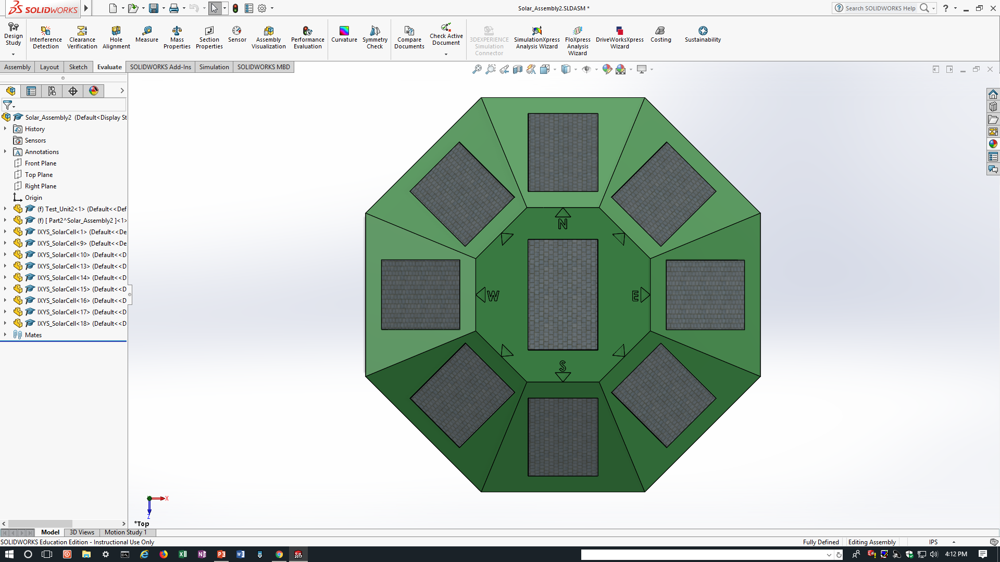 SOLIDWORKS
Solar_Assembly2.SLDASM *
Search SOLIDWORKS Help
Design Study
Interference Detection
Clearance Verification
Hole Alignment
Measure
Mass Properties
Section Properties
Sensor
Assembly Visualization
Performance Evaluation
Curvature
Symmetry Check
Compare Documents
Check Active Document
3DEXPERIENCE Simulation Connector
SimulationXpress Analysis Wizard
FloXpress Analysis Wizard
DriveWorksXpress Wizard
Costing
Sustainability
Assembly
Layout
Sketch
Evaluate
SOLIDWORKS Add-Ins
Simulation
SOLIDWORKS MBD
Solar_Assembly2 (Default<Display St
History
Sensors
Annotations
Front Plane
Top Plane
Right Plane
Origin
(f) Test_Unit2<1> (Default<<Def
(f) [ Part2^Solar_Assembly2 ]<1>
IXYS_SolarCell<1> (Default<<De
IXYS_SolarCell<9> (Default<<De
IXYS_SolarCell<10> (Default<<D
IXYS_SolarCell<13> (Default<<D
IXYS_SolarCell<14> (Default<<D
IXYS_SolarCell<15> (Default<<D
IXYS_SolarCell<16> (Default<<D
IXYS_SolarCell<17> (Default<<D
IXYS_SolarCell<18> (Default<<D
Mates
N
W
E
S
X
Z
*Top
Model
3D Views
Motion Study 1
SOLIDWORKS Education Edition - Instructional Use Only
Fully Defined
Editing Assembly
IPS
4:12 PM